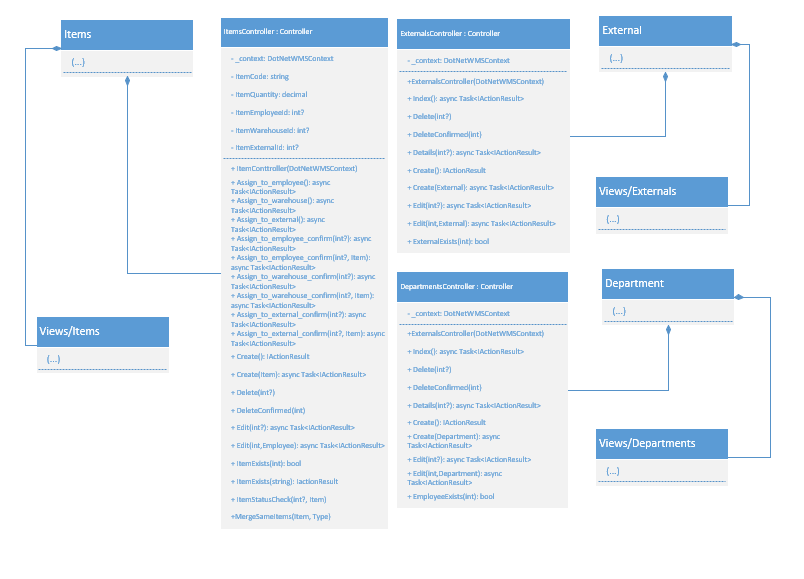 Items
(...)
Views/Items
(...)
ItemsController : Controller
- _context: DotNetWMSContext
- ItemCode: string
- ItemQuantity: decimal
- ItemEmployeeId: int?
- ItemWarehouseId: int?
- ItemExternalId: int?
+ ItemController(DotNetWMSContext)
+ Assign_to_employee(): async
Task<IActionResult>
+ Assign_to_warehouse(): async
Task<IActionResult>
+ Assign_to_external(): async
Task<IActionResult>
+ Assign_to_employee_confirm(int?): async
Task<IActionResult>
+ Assign_to_employee_confirm(int?, Item):
async Task<IActionResult>
+ Assign_to_warehouse_confirm(int?): async
Task<IActionResult>
+ Assign_to_warehouse_confirm(int?, Item):
async Task<IActionResult>
+ Assign_to_external_confirm(int?): async
Task<IActionResult>
+ Assign_to_external_confirm(int?, Item): async
Task<IActionResult>
+ Create(): IActionResult
+ Create(Item): async Task<IActionResult>
+ Delete(int?)
+ DeleteConfirmed(int)
+ Edit(int?): async Task<IActionResult>
+ Edit(int,Employee): async Task<IActionResult>
+ ItemExists(int): bool
+ ItemExists(string): IactionResult
+ ItemStatusCheck(int?, Item)
+MergeSameItems(Item, Type)
ExternalsController : Controller
- _context: DotNetWMSContext
+ExternalsController(DotNetWMSContext)
+ Index(): async Task<IActionResult>
+ Delete(int?)
+ DeleteConfirmed(int)
+ Details(int?): async Task<IActionResult>
+ Create(): IActionResult
+ Create(External): async Task<IActionResult>
+ Edit(int?): async Task<IActionResult>
+ Edit(int,External): async Task<IActionResult>
+ ExternalExists(int): bool
DepartmentsController : Controller
- _context: DotNetWMSContext
+ExternalsController(DotNetWMSContext)
+ Index(): async Task<IActionResult>
+ Delete(int?)
+ DeleteConfirmed(int)
+ Details(int?): async Task<IActionResult>
+ Create(): IActionResult
+ Create(Department): async
Task<IActionResult>
+ Edit(int?): async Task<IActionResult>
+ Edit(int,Department): async
Task<IActionResult>
+ EmployeeExists(int): bool
External
(...)
Views/Externals
(...)
Department
(...)
Views/Departments
(...)